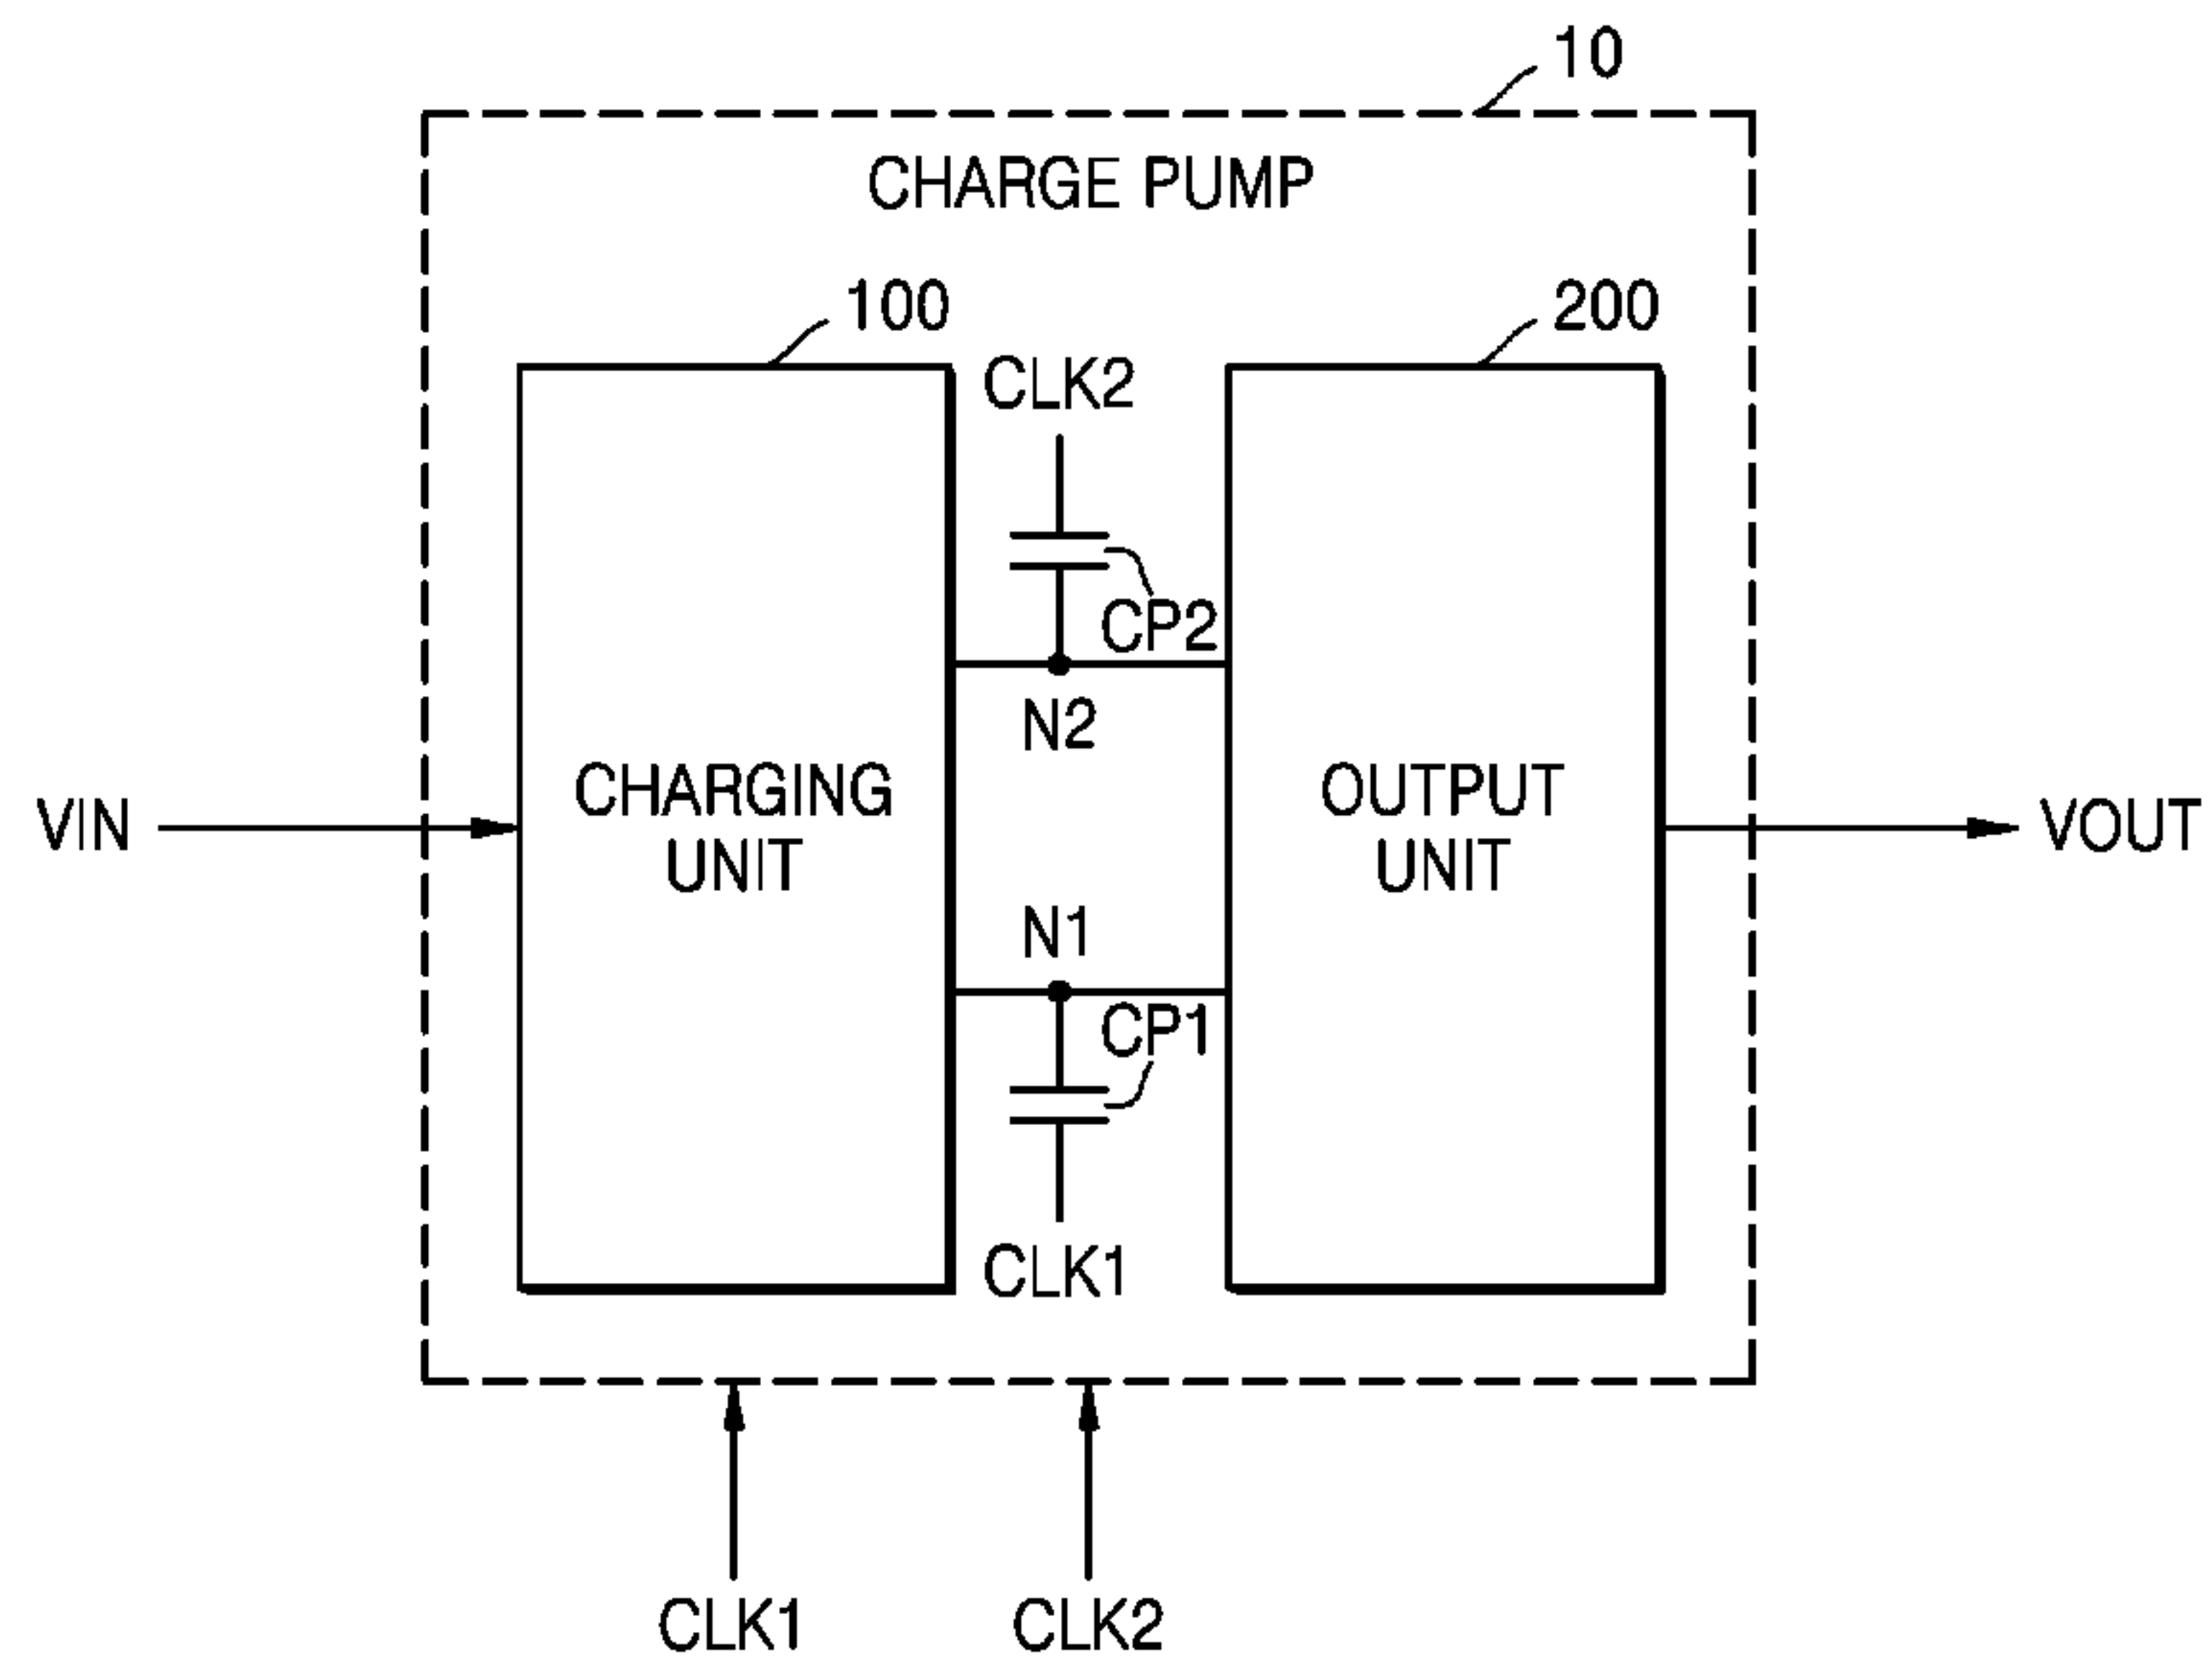 10
CHARGE PUMP
100
200
CLK2
CP2
N2
CHARGING
UNIT
OUTPUT
UNIT
VIN
VOUT
N1
CP1
CLK1
CLK1
CLK2